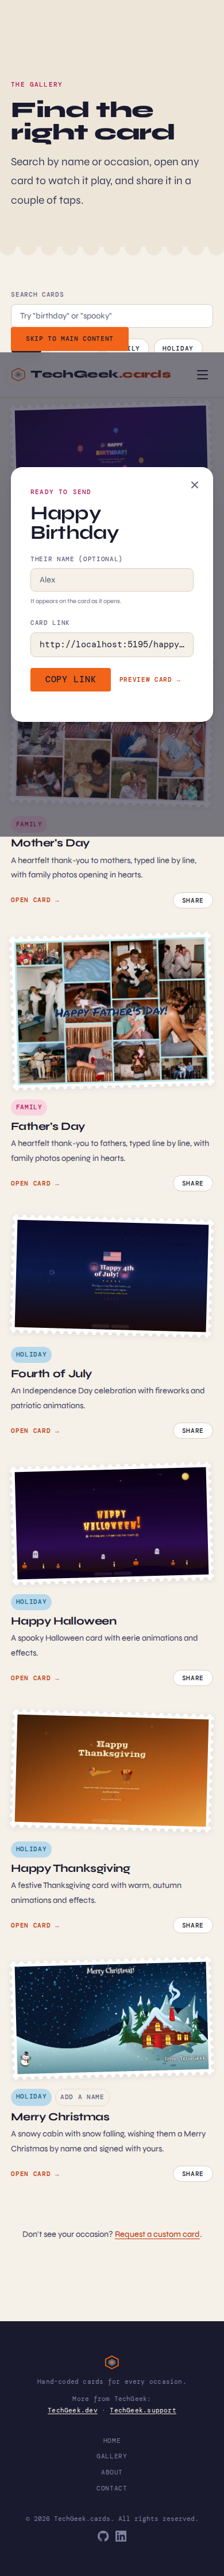 THE GALLERY
Find the
right card
Search by name or occasion, open any
card to watch it play, and share it in a
couple of taps.
SEARCH CARDS
Try "birthday" or "spooky"
SKIP TO MAIN CONTENT
HOLIDAY
TechGeek.cards
HAPPY
BIRTHDAY!
READY TO SEND
Happy
Birthday
THEIR NAME (OPTIONAL)
Alex
It appears on the card as it opens.
CARD LINK
http://localhost:5195/happy…
COPY LINK
PREVIEW CARD →
FAMILY
Mother's Day
A heartfelt thank-you to mothers, typed line by line,
with family photos opening in hearts.
OPEN CARD →
SHARE
HAPPY FATHER'S DAY!
FAMILY
Father's Day
A heartfelt thank-you to fathers, typed line by line, with
family photos opening in hearts.
OPEN CARD →
SHARE
Happy 4th
of July!
HOLIDAY
Fourth of July
An Independence Day celebration with fireworks and
patriotic animations.
OPEN CARD →
SHARE
HAPPY
HALLOWEEN!
HOLIDAY
Happy Halloween
A spooky Halloween card with eerie animations and
effects.
OPEN CARD →
SHARE
Happy
Thanksgiving
HOLIDAY
Happy Thanksgiving
A festive Thanksgiving card with warm, autumn
animations and effects.
OPEN CARD →
SHARE
Merry Christmas!
HOLIDAY
ADD A NAME
Merry Christmas
A snowy cabin with snow falling, wishing them a Merry
Christmas by name and signed with yours.
OPEN CARD →
SHARE
Don't see your occasion? Request a custom card.
Hand-coded cards for every occasion.
More from TechGeek:
TechGeek.dev · TechGeek.support
HOME
GALLERY
ABOUT
CONTACT
© 2026 TechGeek.cards. All rights reserved.